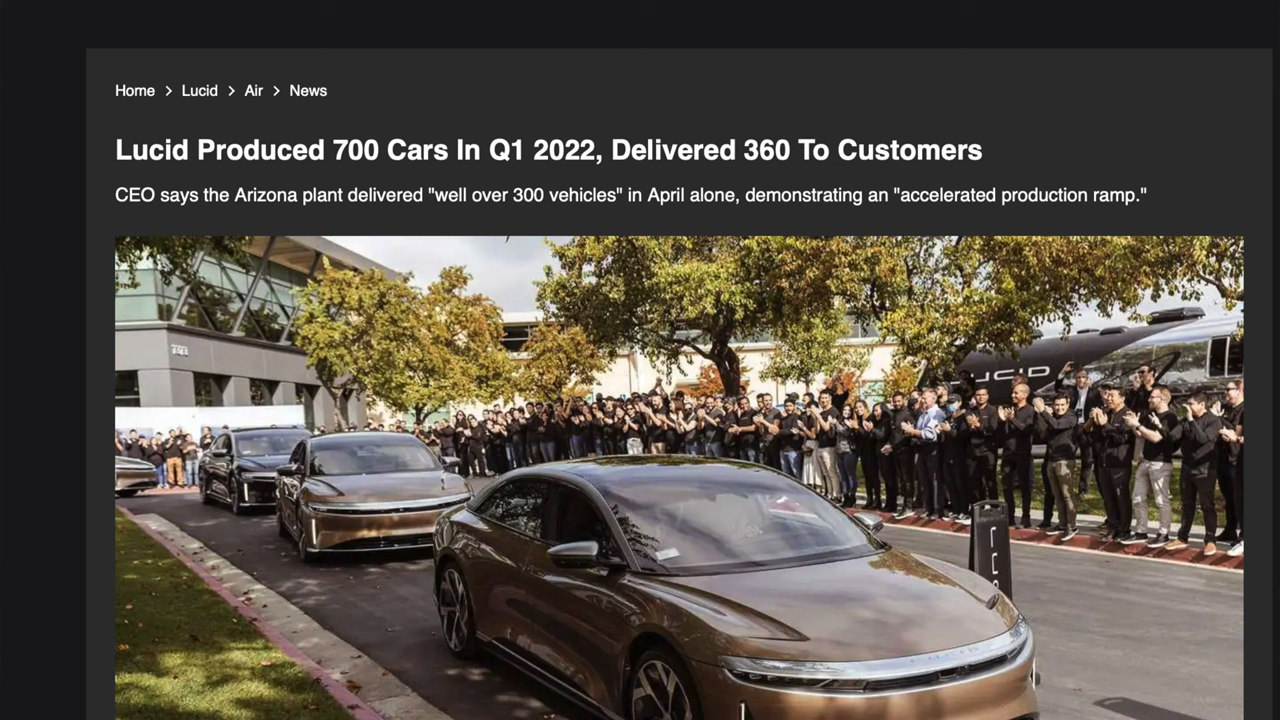 Home > Lucid > Air > News
Lucid Produced 700 Cars In Q1 2022, Delivered 360 To Customers
CEO says the Arizona plant delivered "well over 300 vehicles" in April alone, demonstrating an "accelerated production ramp."
LUCID